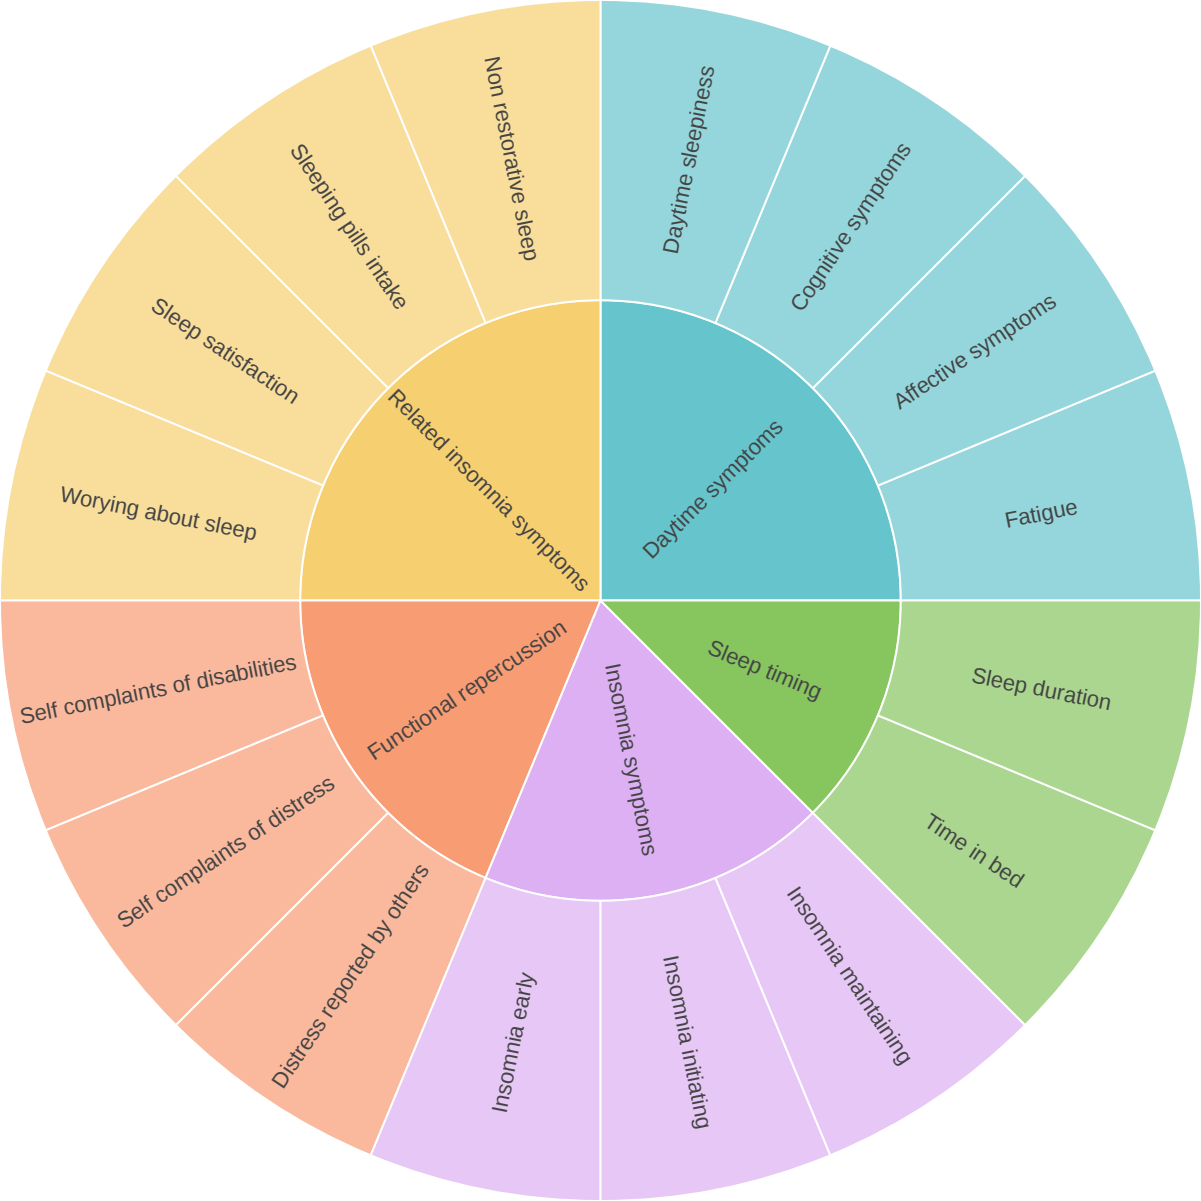 Daytime symptoms
Daytime sleepiness
Cognitive symptoms
Affective symptoms
Fatigue
Sleep timing
Sleep duration
Time in bed
Insomnia symptoms
Insomnia maintaining
Insomnia initiating
Insomnia early
Functional repercussion
Distress reported by others
Self complaints of distress
Self complaints of disabilities
Related insomnia symptoms
Worying about sleep
Sleep satisfaction
Sleeping pills intake
Non restorative sleep